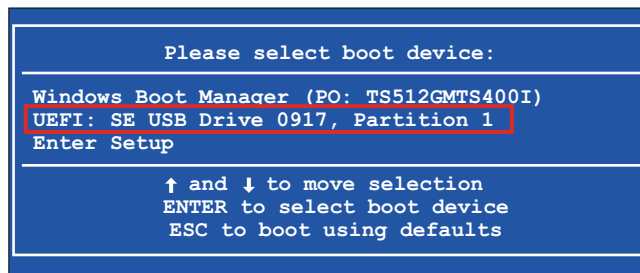 Please select boot device:
Windows Boot Manager (PO: TS512GMTS400I)
UEFI: SE USB Drive 0917, Partition 1
Enter Setup
↑ and ↓ to move selection
ENTER to select boot device
ESC to boot using defaults